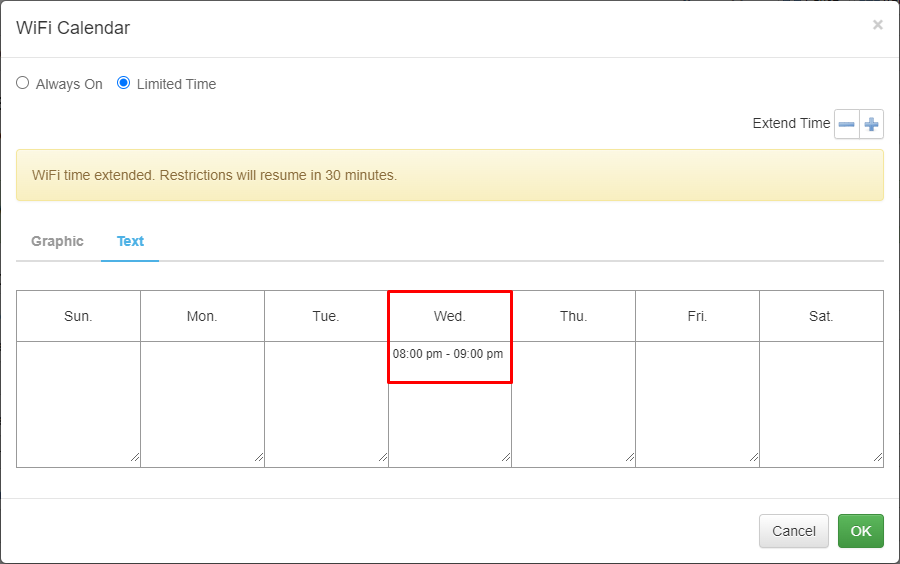 WiFi Calendar ×
Always On Limited Time
Extend Time
WiFi time extended. Restrictions will resume in 30 minutes.
Graphic Text
Sun. Mon. Tue. Wed. Thu. Fri. Sat.
08:00 pm - 09:00 pm
Cancel OK